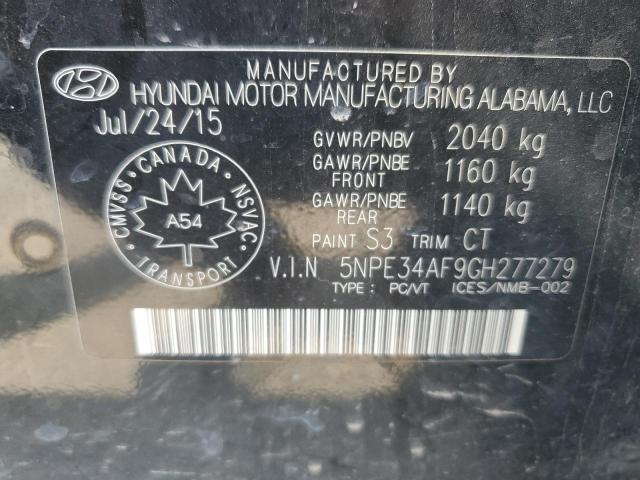 MANUFACTURED BY
HYUNDAI MOTOR MANUFACTURING ALABAMA, LLC
Jul/24/15
GVWR/PNBV 2040 kg
GAWR/PNBE FRONT 1160 kg
GAWR/PNBE REAR 1140 kg
PAINT S3 TRIM CT
CANADA
CMVSS NSVAC
A54
TRANSPORT
V.I.N 5NPE34AF9GH277279
TYPE : PC/VT ICES/NMB-002